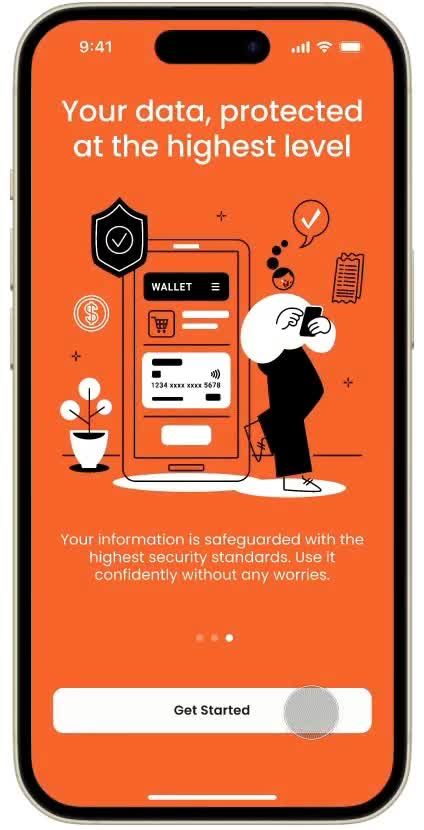 9:41
Your data, protected
at the highest level
WALLET
1234 xxxx xxxx 5678
Your information is safeguarded with the
highest security standards. Use it
confidently without any worries.
Get Started